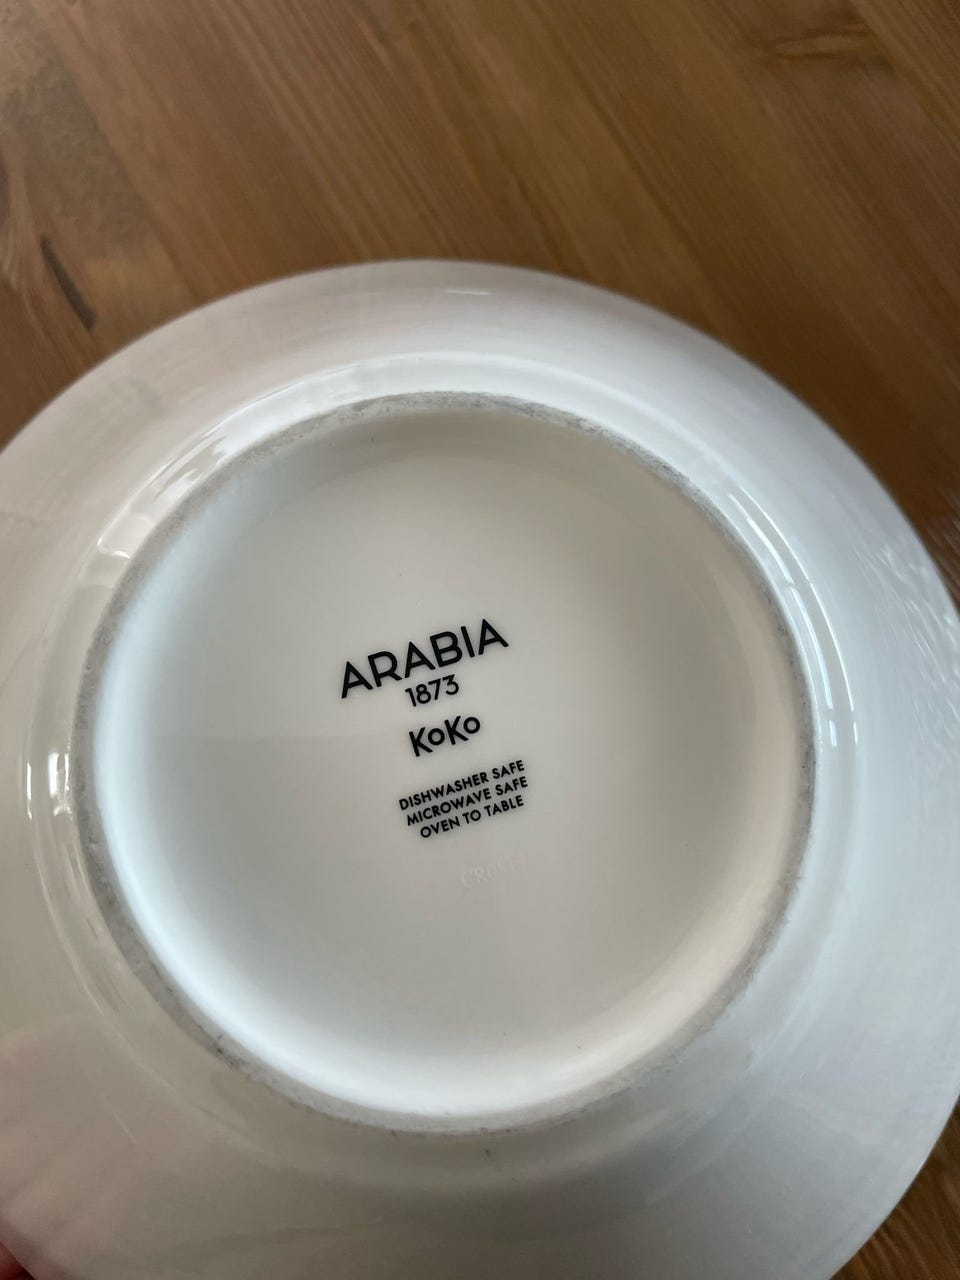 ARABIA
1873
KoKo
DISHWASHER SAFE
MICROWAVE SAFE
OVEN TO TABLE